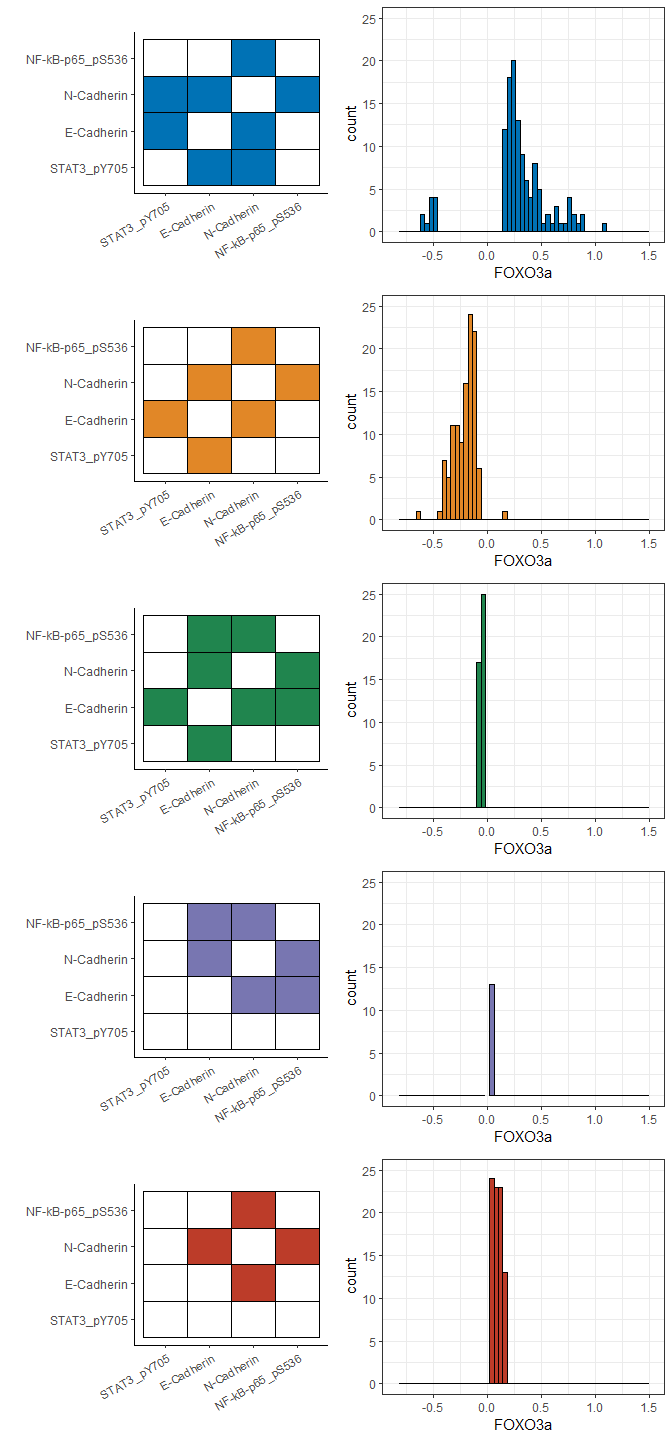 NF-kB-p65_pS536
N-Cadherin
E-Cadherin
STAT3_pY705
STAT3_pY705
E-Cadherin
N-Cadherin
NF-kB-p65_pS536
25
20
15
10
5
0
count
-0.5 0.0 0.5 1.0 1.5
FOXO3a
NF-kB-p65_pS536
N-Cadherin
E-Cadherin
STAT3_pY705
STAT3_pY705
E-Cadherin
N-Cadherin
NF-kB-p65_pS536
25
20
15
10
5
0
count
-0.5 0.0 0.5 1.0 1.5
FOXO3a
NF-kB-p65_pS536
N-Cadherin
E-Cadherin
STAT3_pY705
STAT3_pY705
E-Cadherin
N-Cadherin
NF-kB-p65_pS536
25
20
15
10
5
0
count
-0.5 0.0 0.5 1.0 1.5
FOXO3a
NF-kB-p65_pS536
N-Cadherin
E-Cadherin
STAT3_pY705
STAT3_pY705
E-Cadherin
N-Cadherin
NF-kB-p65_pS536
25
20
15
10
5
0
count
-0.5 0.0 0.5 1.0 1.5
FOXO3a
NF-kB-p65_pS536
N-Cadherin
E-Cadherin
STAT3_pY705
STAT3_pY705
E-Cadherin
N-Cadherin
NF-kB-p65_pS536
25
20
15
10
5
0
count
-0.5 0.0 0.5 1.0 1.5
FOXO3a